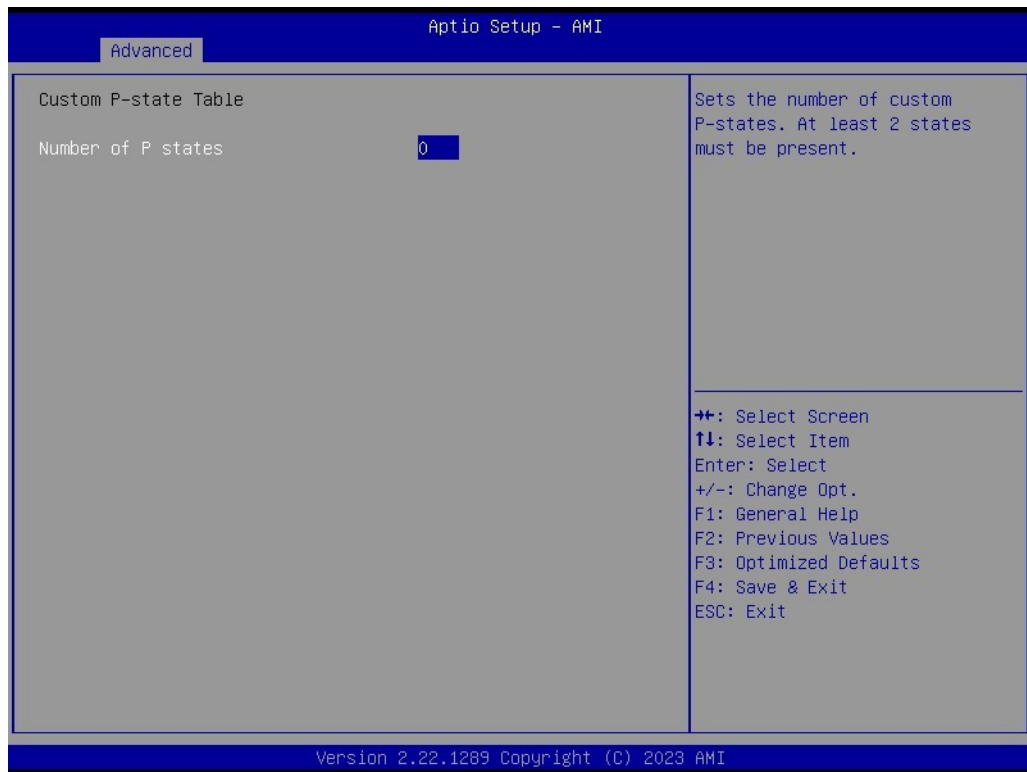 Aptio Setup – AMI
Advanced
Custom P-state Table
Number of P states 0
Sets the number of custom
P-states. At least 2 states
must be present.
→←: Select Screen
↑↓: Select Item
Enter: Select
+/-: Change Opt.
F1: General Help
F2: Previous Values
F3: Optimized Defaults
F4: Save & Exit
ESC: Exit
Version 2.22.1289 Copyright (C) 2023 AMI